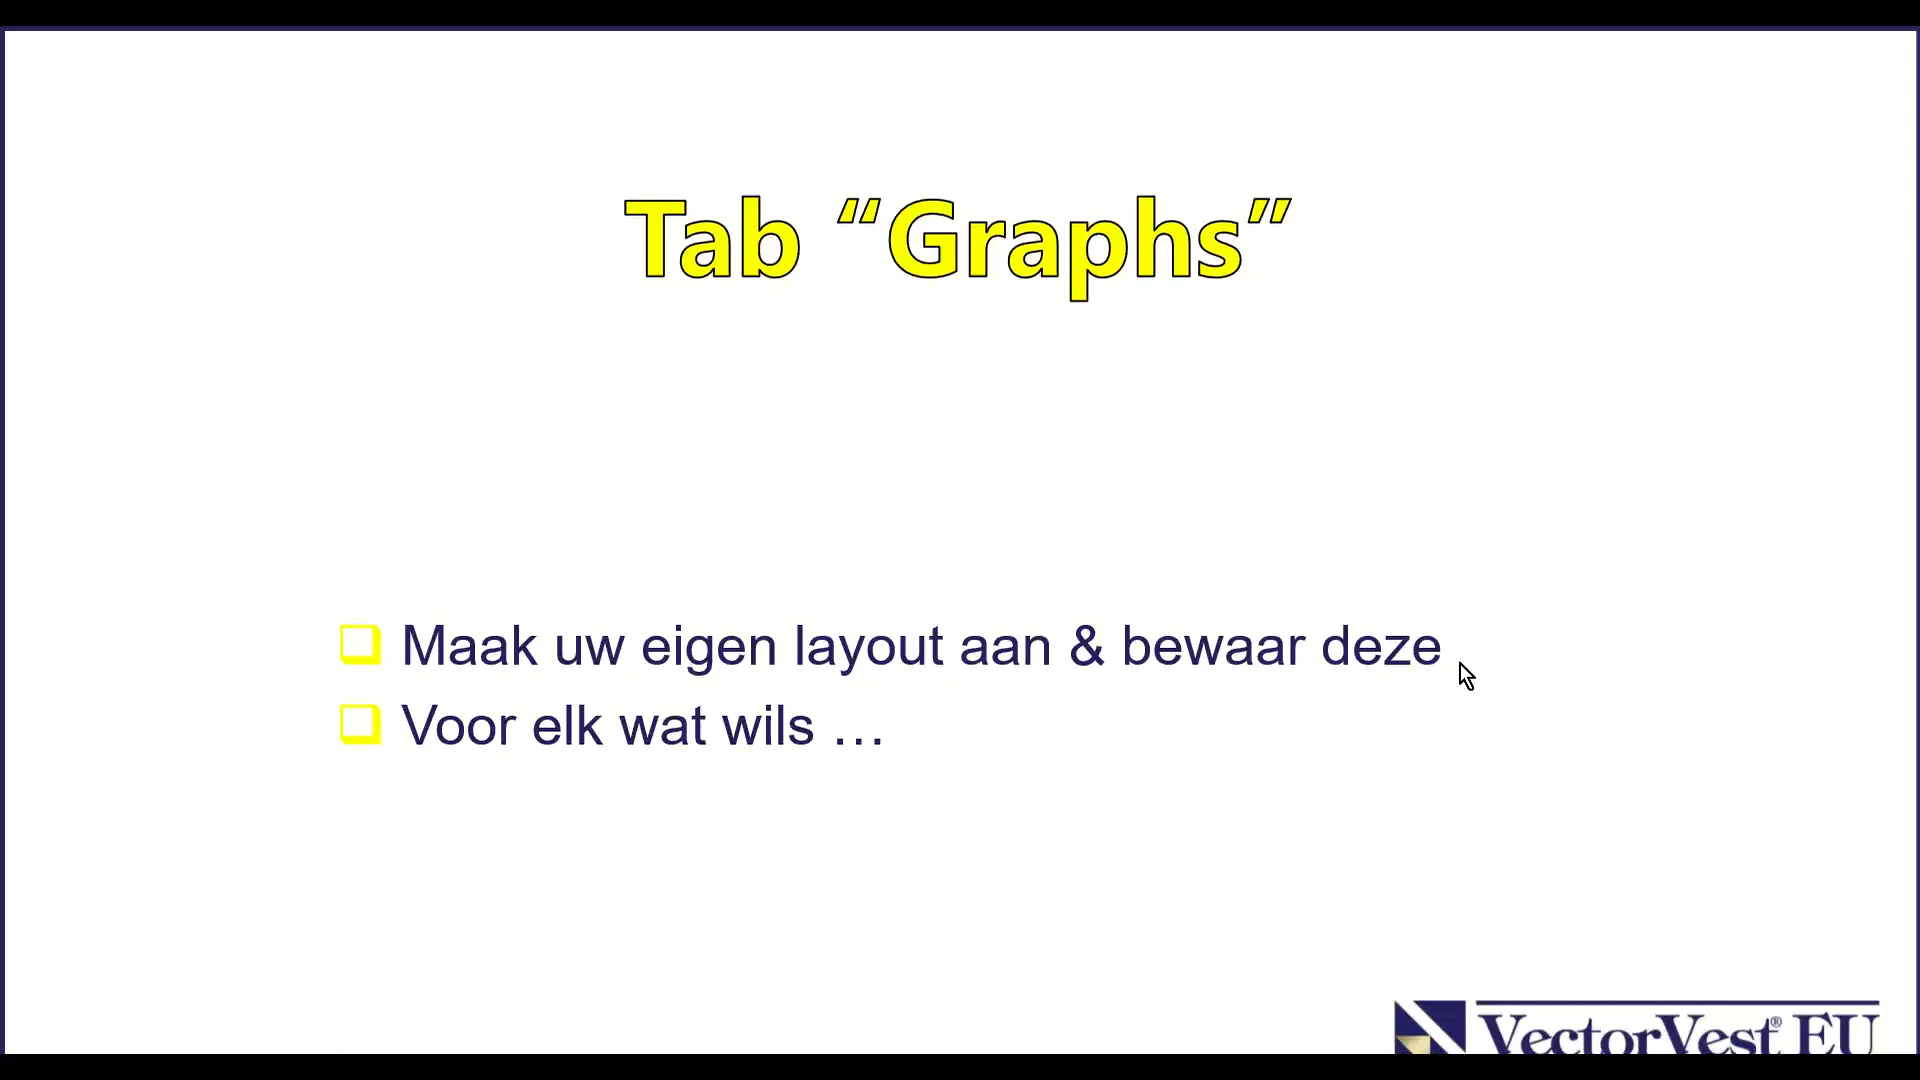 Tab “Graphs”
Maak uw eigen layout aan & bewaar deze
Voor elk wat wils …
VectorVest® EU